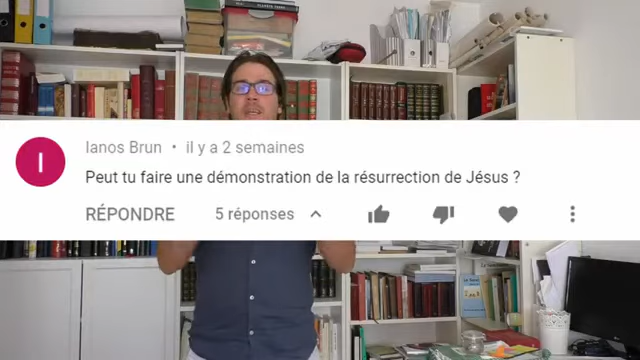 I
Ianos Brun • il y a 2 semaines
Peut tu faire une démonstration de la résurrection de Jésus ?
RÉPONDRE 5 réponses